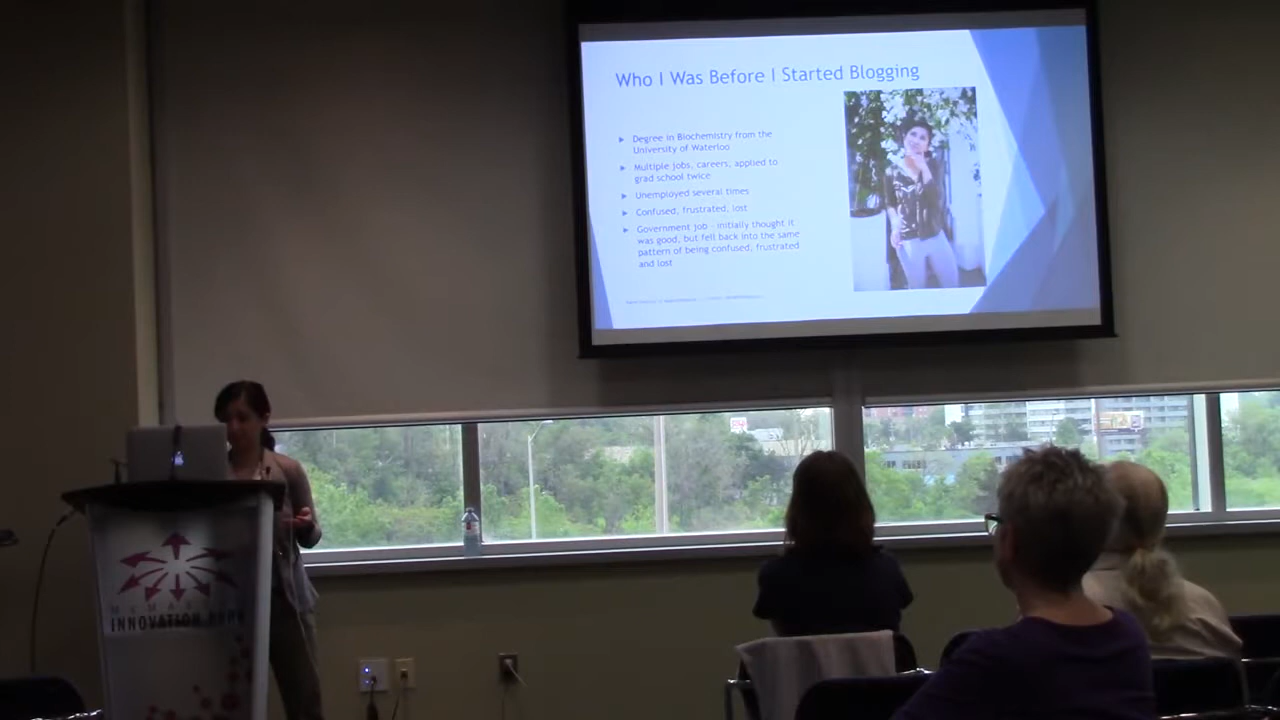 Who I Was Before I Started Blogging
Degree in Biochemistry from the
University of Waterloo
Multiple jobs, careers, applied to
grad school twice
Unemployed several times
Confused, frustrated, lost
Government job - initially thought it
was good, but fell back into the same
pattern of being confused, frustrated
and lost
INNOVATION PARK